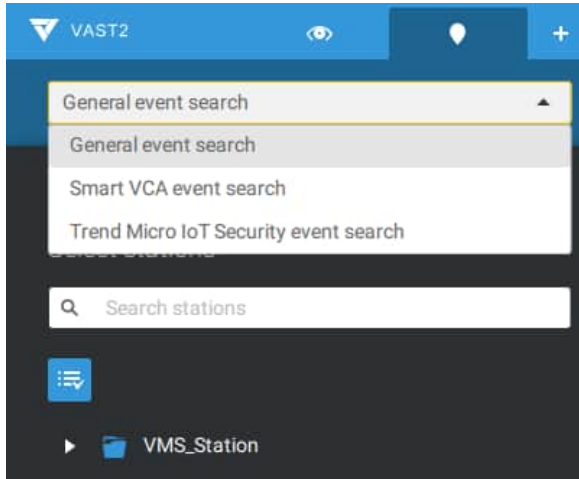 VAST2
General event search
General event search
Smart VCA event search
Trend Micro IoT Security event search
Search stations
VMS_Station